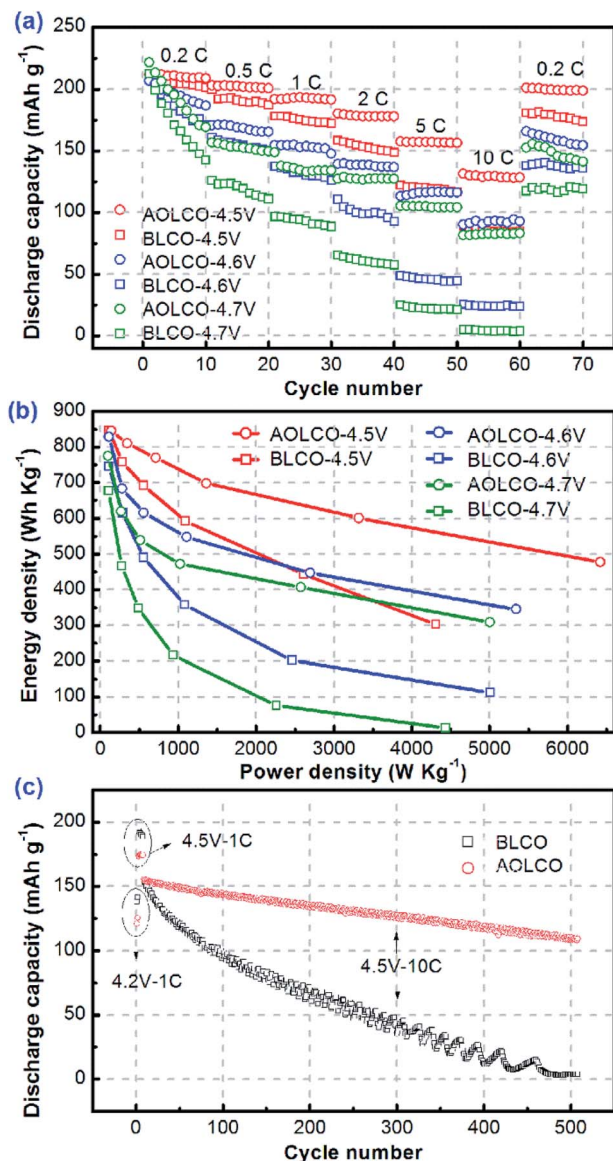 (a)
250
200
150
100
50
0
Discharge capacity (mAh g⁻¹)
0.2 C
0.5 C
1 C
2 C
5 C
10 C
0.2 C
AOLCO-4.5V
BLCO-4.5V
AOLCO-4.6V
BLCO-4.6V
AOLCO-4.7V
BLCO-4.7V
0 10 20 30 40 50 60 70
Cycle number
(b)
900
800
700
600
500
400
300
200
100
0
Energy density (Wh Kg⁻¹)
AOLCO-4.5V
BLCO-4.5V
AOLCO-4.6V
BLCO-4.6V
AOLCO-4.7V
BLCO-4.7V
0 1000 2000 3000 4000 5000 6000
Power density (W Kg⁻¹)
(c)
200
150
100
50
0
Discharge capacity (mAh g⁻¹)
4.5V-1C
4.2V-1C
BLCO
AOLCO
4.5V-10C
0 100 200 300 400 500
Cycle number